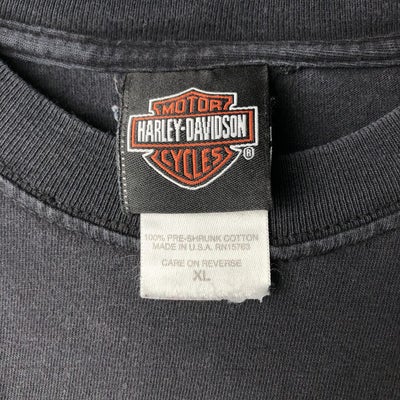 MOTOR
HARLEY-DAVIDSON
CYCLES®
100% PRE-SHRUNK COTTON
MADE IN U.S.A. RN15763
CARE ON REVERSE
XL